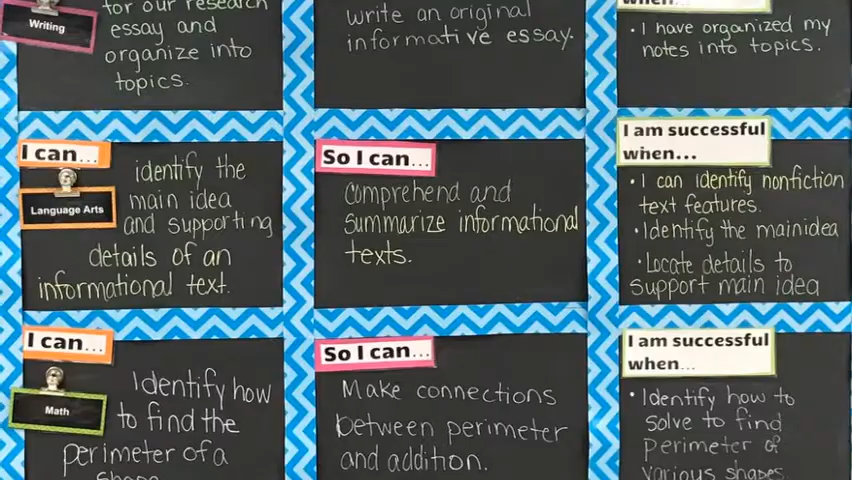 for our research
Writing
essay and
organize into
topics.
write an original
informative essay.
when...
• I have organized my
notes into topics.
I can...
Language Arts
identify the
main idea
and supporting
details of an
informational text.
So I can...
Comprehend and
summarize informational
texts.
I am successful
when...
• I can identify nonfiction
text features.
• Identify the main idea
• Locate details to
support main idea
I can...
Math
Identify how
to find the
perimeter of a
shape
So I can...
Make connections
between perimeter
and addition.
I am successful
when...
• Identify how to
solve to find
perimeter of
various shapes